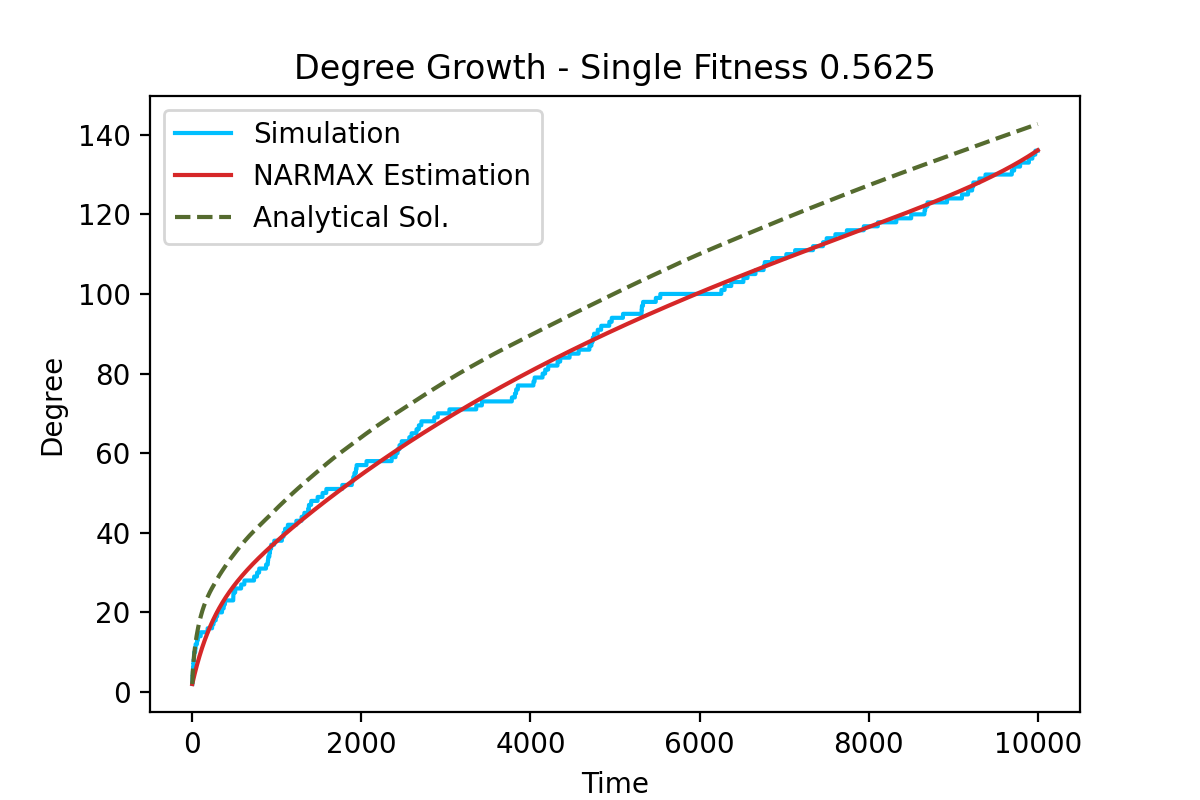 Degree Growth - Single Fitness 0.5625
Simulation
NARMAX Estimation
Analytical Sol.
140
120
100
80
60
40
20
0
Degree
0 2000 4000 6000 8000 10000
Time